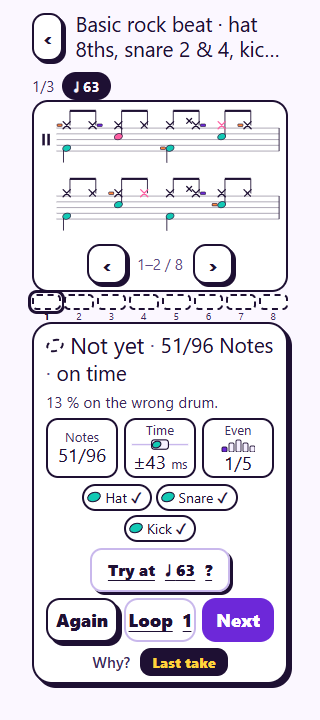 ‹ Basic rock beat · hat
8ths, snare 2 & 4, kic…
1/3 ♩ 63
‹ 1–2 / 8 ›
1 2 3 4 5 6 7 8
Not yet · 51/96 Notes
· on time
13 % on the wrong drum.
Notes Time Even
51/96 ±43 ms 1/5
Hat ✓ Snare ✓
Kick ✓
Try at ♩ 63 ?
Again Loop 1 Next
Why? Last take